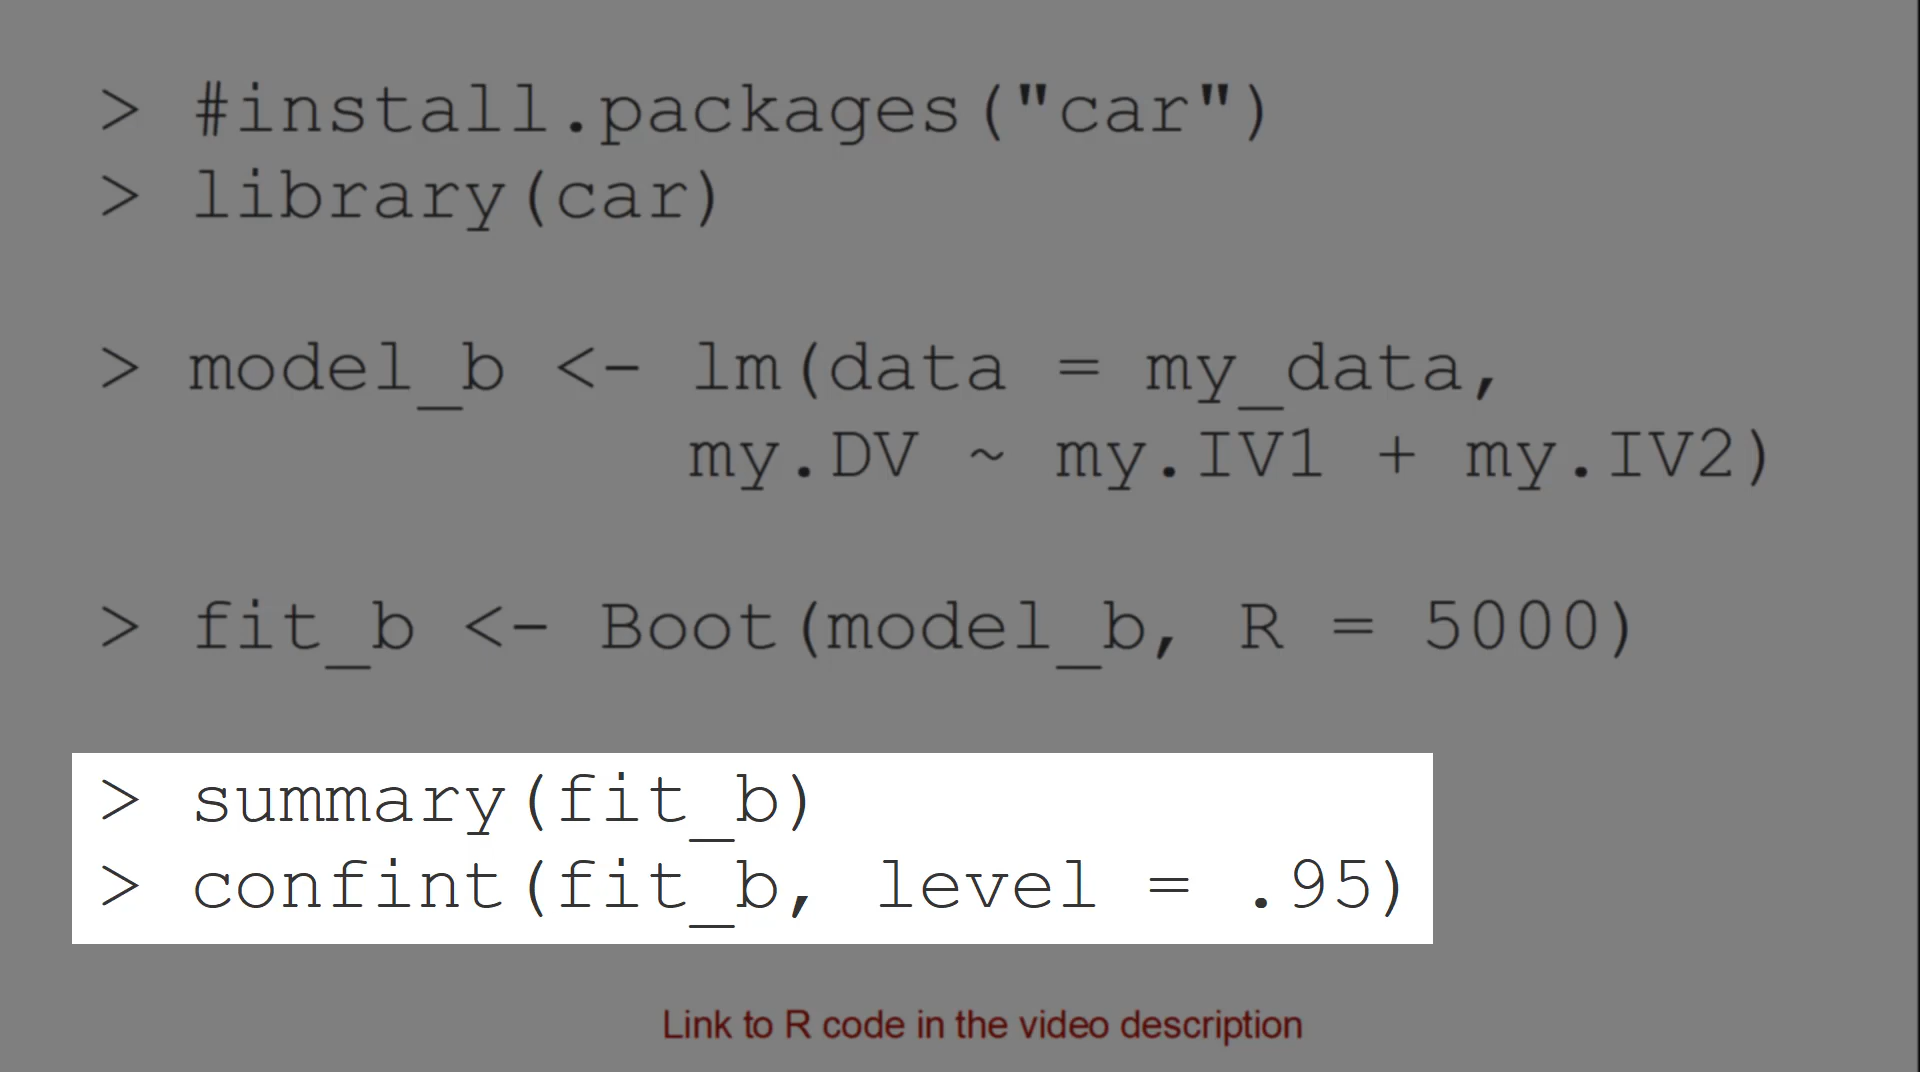 > #install.packages("car")
> library(car)
> model_b <- lm(data = my_data,
my.DV ~ my.IV1 + my.IV2)
> fit_b <- Boot(model_b, R = 5000)
> summary(fit_b)
> confint(fit_b, level = .95)
Link to R code in the video description